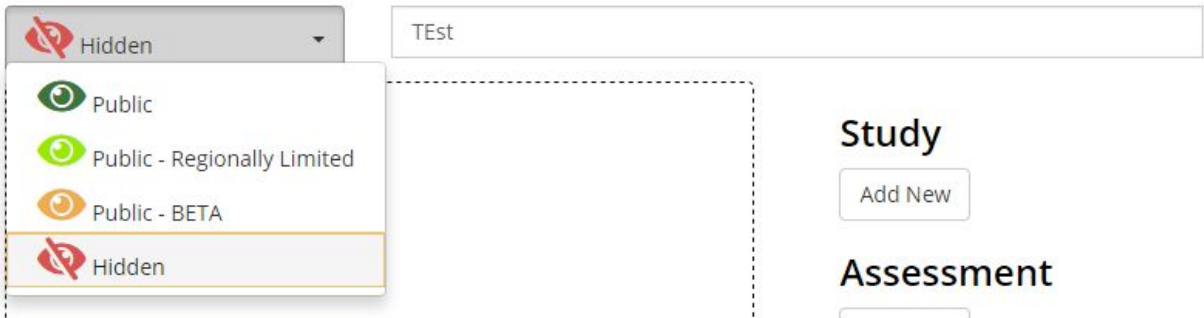 Hidden
TEst
Public
Public - Regionally Limited
Public - BETA
Hidden
Study
Add New
Assessment